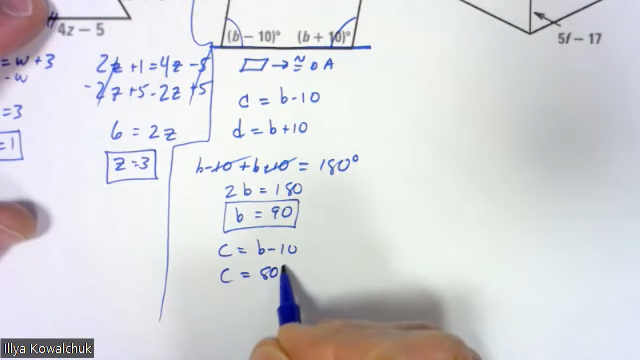 4z – 5
= w + 3
- w
= 3
= 1
2z + 1 = 4z - 5
- 2z + 5 - 2z + 5
6 = 2z
z = 3
(b – 10)° (b + 10)°
▱ → ≅ o A
c = b - 10
d = b + 10
b - 10 + b + 10 = 180°
2b = 180
b = 90
c = b - 10
c = 80
5f – 17
Illya Kowalchuk